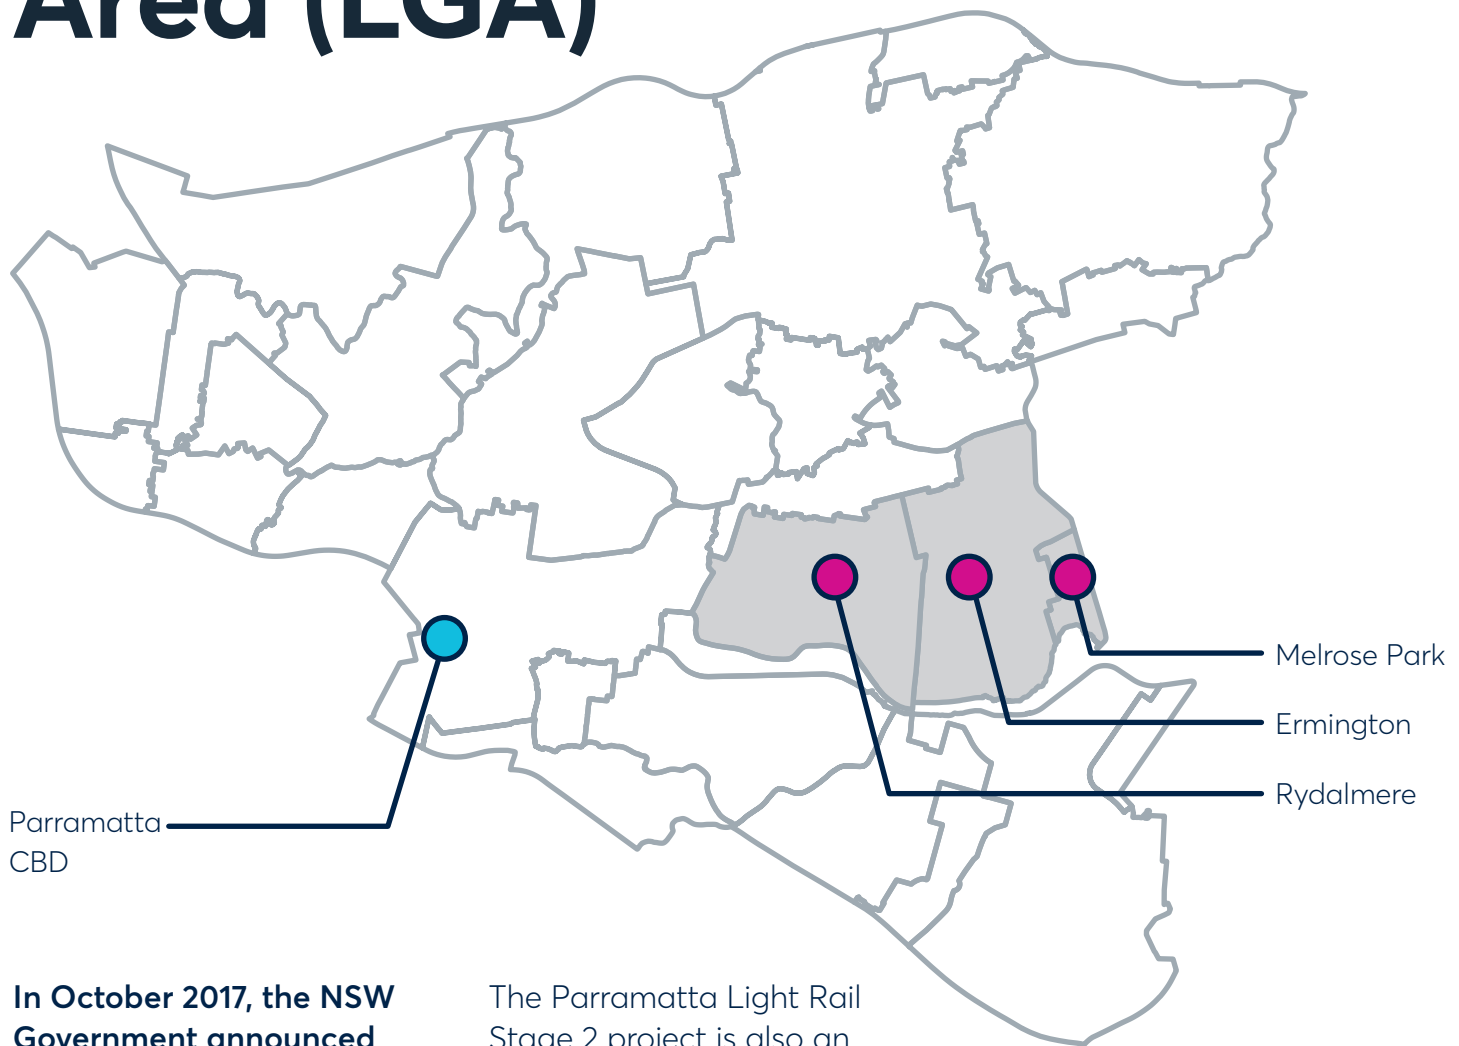 Area (LGA)
Melrose Park
Ermington
Rydalmere
Parramatta
CBD
In October 2017, the NSW
Government announced
The Parramatta Light Rail
Stage 2 project is also an